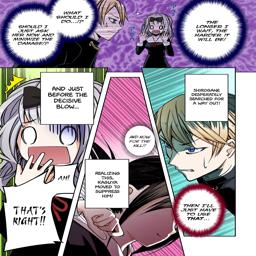 THE LONGER
I WAIT, THE
HARDER IT
WILL BE!
WHAT
SHOULD I
DO...!?
SHOULD I
JUST ASK
HER NOW AND
MINIMIZE THE
DAMAGE!?
SHIROGANE
DESPERATELY
SEARCHED FOR
A WAY OUT!
THEN I'LL
JUST HAVE
TO USE
THAT...
AND NOW FOR
THE KILL!?
REALIZING
THIS, KAGUYA
MOVED TO
SUPPRESS
HIM!
AND JUST
BEFORE THE
DECISIVE
BLOW...
AH!
THAT'S
RIGHT!!